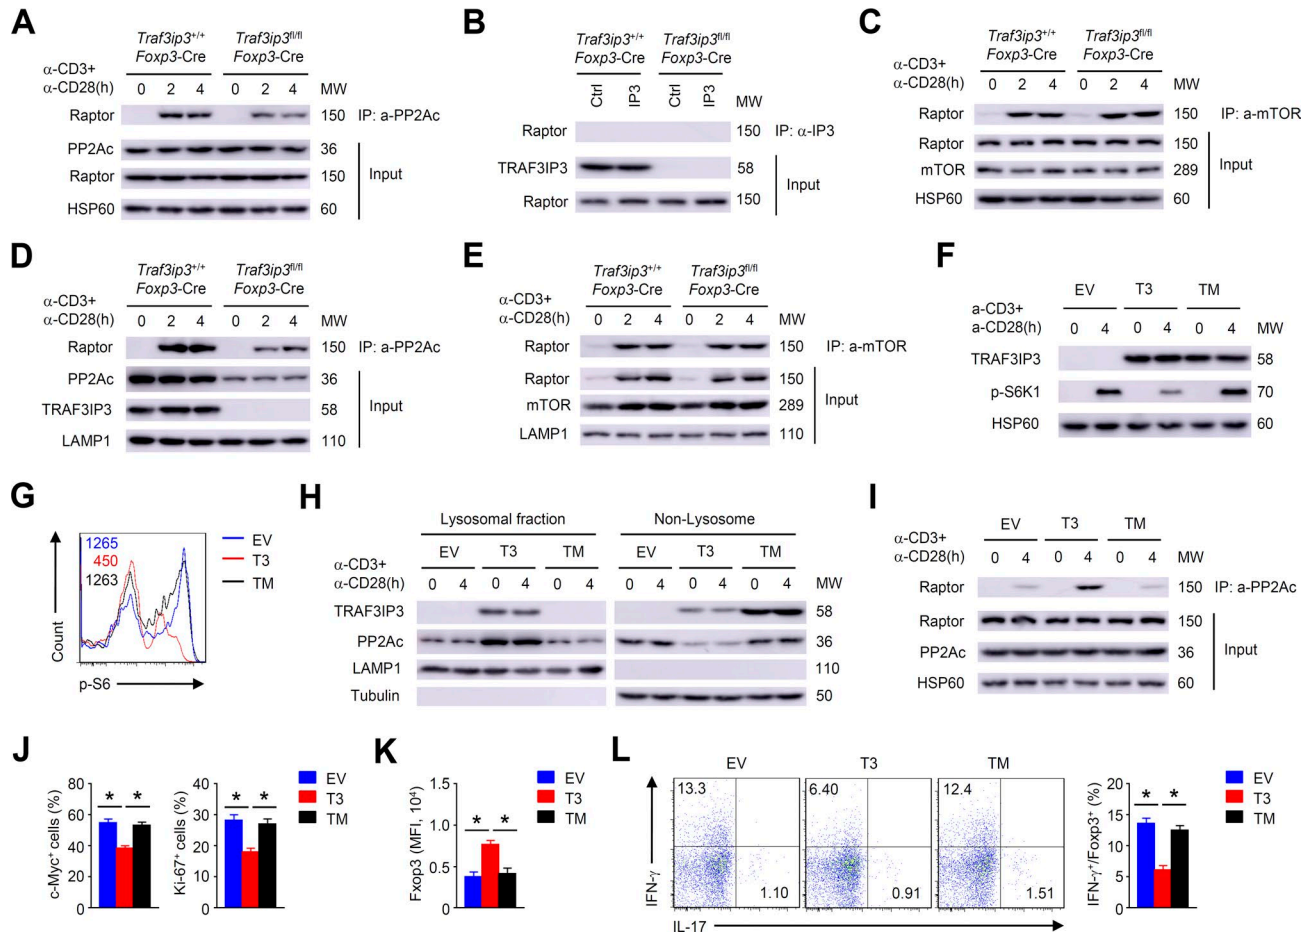 A
Traf3ip3+/+ Traf3ip3fl/fl
Foxp3-Cre Foxp3-Cre
α-CD3+
α-CD28(h) 0 2 4 0 2 4 MW
Raptor 150 IP: a-PP2Ac
PP2Ac 36
Raptor 150 Input
HSP60 60
B
Traf3ip3+/+ Traf3ip3fl/fl
Foxp3-Cre Foxp3-Cre
Ctrl IP3 Ctrl IP3 MW
Raptor 150 IP: α-IP3
TRAF3IP3 58
Input
Raptor 150
C
Traf3ip3+/+ Traf3ip3fl/fl
Foxp3-Cre Foxp3-Cre
α-CD3+
α-CD28(h) 0 2 4 0 2 4 MW
Raptor 150 IP: a-mTOR
Raptor 150
mTOR 289 Input
HSP60 60
D
Traf3ip3+/+ Traf3ip3fl/fl
Foxp3-Cre Foxp3-Cre
α-CD3+
α-CD28(h) 0 2 4 0 2 4 MW
Raptor 150 IP: a-PP2Ac
PP2Ac 36
TRAF3IP3 58 Input
LAMP1 110
E
Traf3ip3+/+ Traf3ip3fl/fl
Foxp3-Cre Foxp3-Cre
α-CD3+
α-CD28(h) 0 2 4 0 2 4 MW
Raptor 150 IP: a-mTOR
Raptor 150
mTOR 289 Input
LAMP1 110
F
EV T3 TM
a-CD3+
a-CD28(h) 0 4 0 4 0 4 MW
TRAF3IP3 58
p-S6K1 70
HSP60 60
G
1265
450
1263
EV
T3
TM
Count
p-S6
H
Lysosomal fraction Non-Lysosome
EV T3 TM EV T3 TM
α-CD3+
α-CD28(h) 0 4 0 4 0 4 0 4 0 4 0 4 MW
TRAF3IP3 58
PP2Ac 36
LAMP1 110
Tubulin 50
I
EV T3 TM
α-CD3+
α-CD28(h) 0 4 0 4 0 4 MW
Raptor 150 IP: a-PP2Ac
Raptor 150
PP2Ac 36 Input
HSP60 60
J
c-Myc+ cells (%)
80
60
40
20
0
* *
Ki-67+ cells (%)
40
30
20
10
0
* *
EV
T3
TM
K
Fxop3 (MFI, 10⁴)
1.5
1.0
0.5
0.0
* *
EV
T3
TM
L
EV T3 TM
13.3 6.40 12.4
1.10 0.91 1.51
IFN-γ
IL-17
IFN-γ+/Foxp3+ (%)
20
15
10
5
0
* *
EV
T3
TM